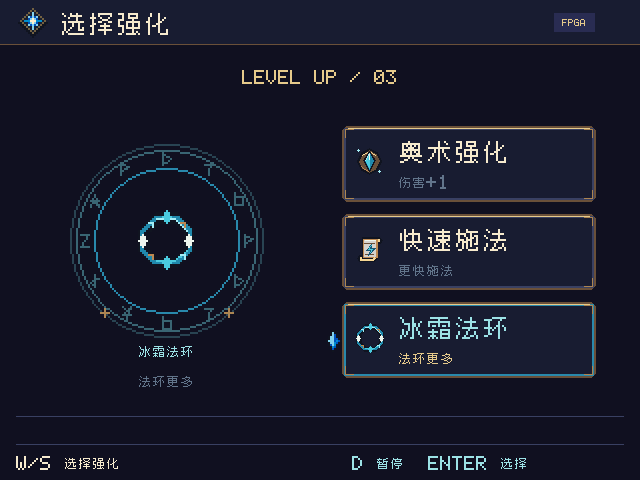 选择强化
FPGA
LEVEL UP / 03
奥术强化
伤害+1
快速施法
更快施法
冰霜法环
法环更多
冰霜法环
法环更多
W/S 选择强化
D 暂停 ENTER 选择